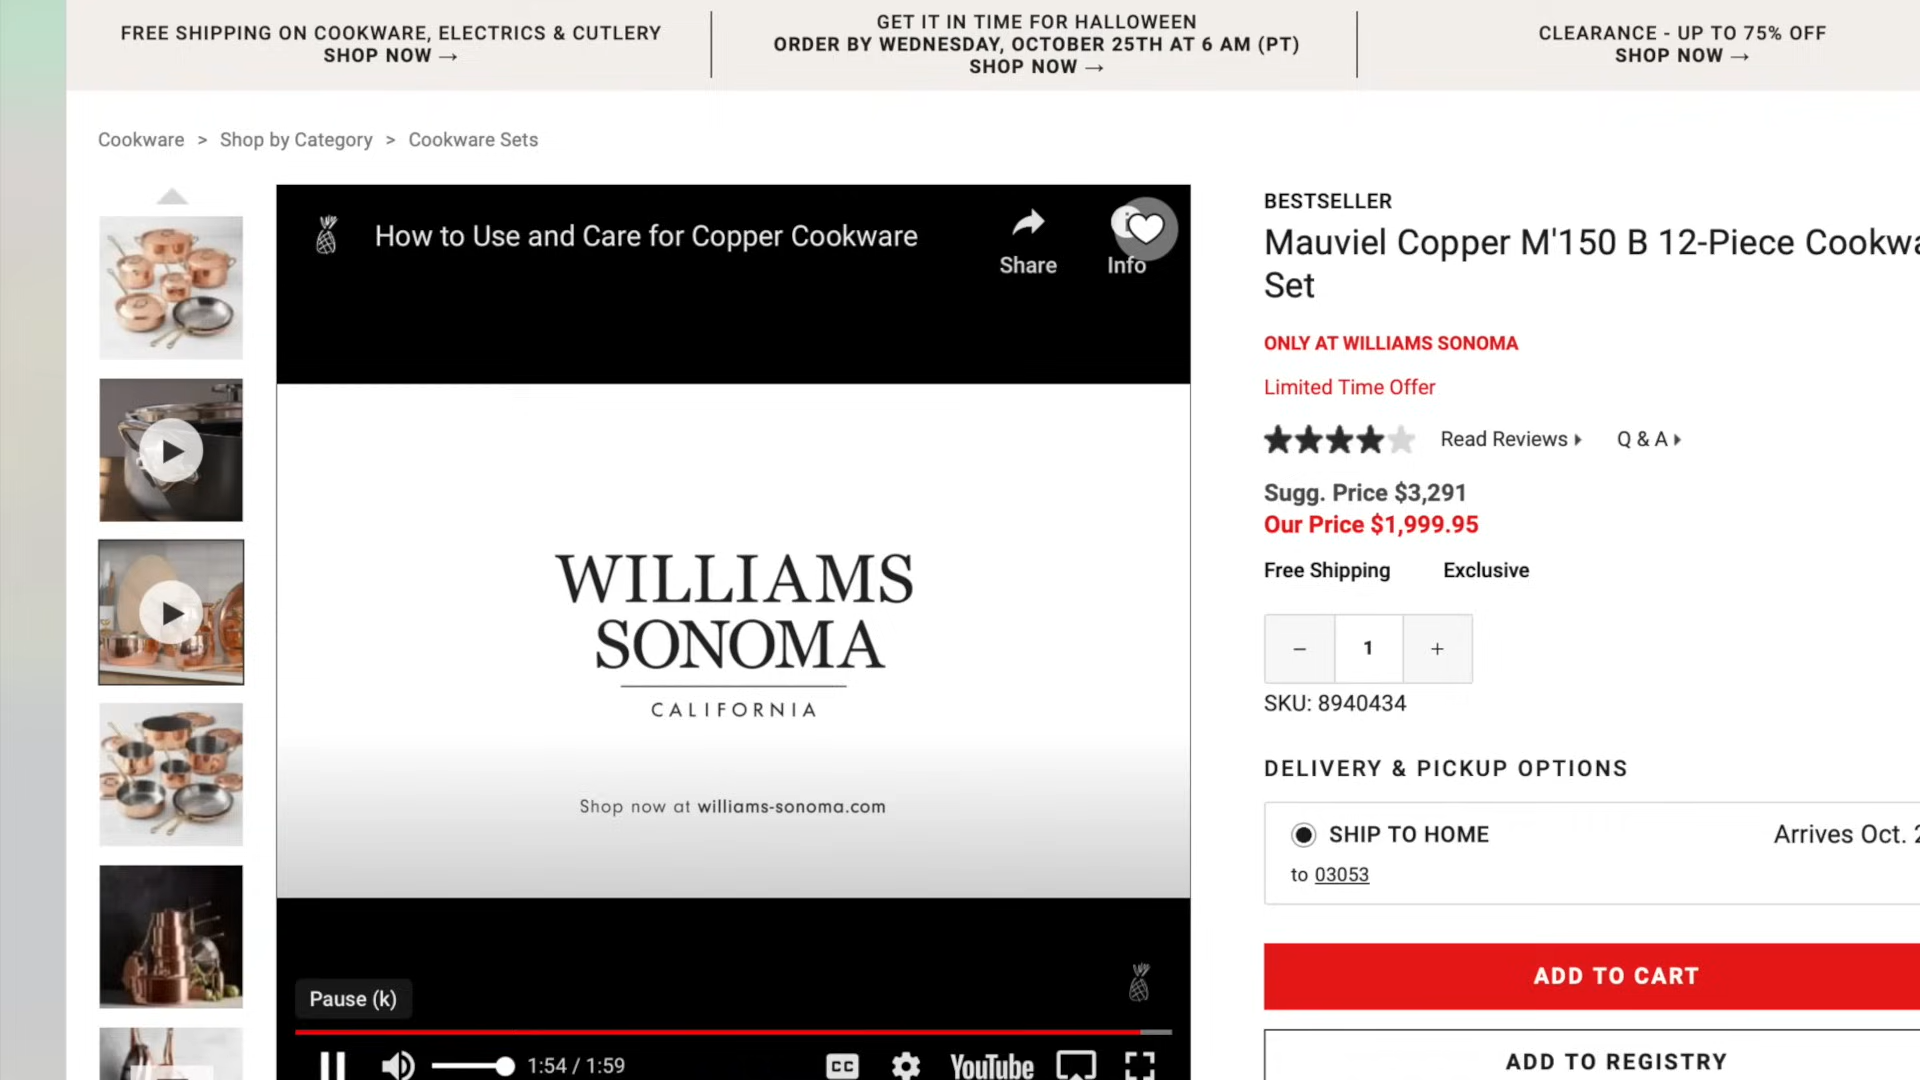 FREE SHIPPING ON COOKWARE, ELECTRICS & CUTLERY
SHOP NOW →
GET IT IN TIME FOR HALLOWEEN
ORDER BY WEDNESDAY, OCTOBER 25TH AT 6 AM (PT)
SHOP NOW →
CLEARANCE - UP TO 75% OFF
SHOP NOW →
Cookware > Shop by Category > Cookware Sets
How to Use and Care for Copper Cookware
Share
Info
WILLIAMS
SONOMA
CALIFORNIA
Shop now at williams-sonoma.com
Pause (k)
1:54 / 1:59
CC
YouTube
BESTSELLER
Mauviel Copper M'150 B 12-Piece
Set
ONLY AT WILLIAMS SONOMA
Limited Time Offer
Read Reviews
Q & A
Sugg. Price $3,291
Our Price $1,999.95
Free Shipping Exclusive
− 1 +
SKU: 8940434
DELIVERY & PICKUP OPTIONS
SHIP TO HOME
Arrives Oct.
to 03053
ADD TO CART
ADD TO REGISTRY